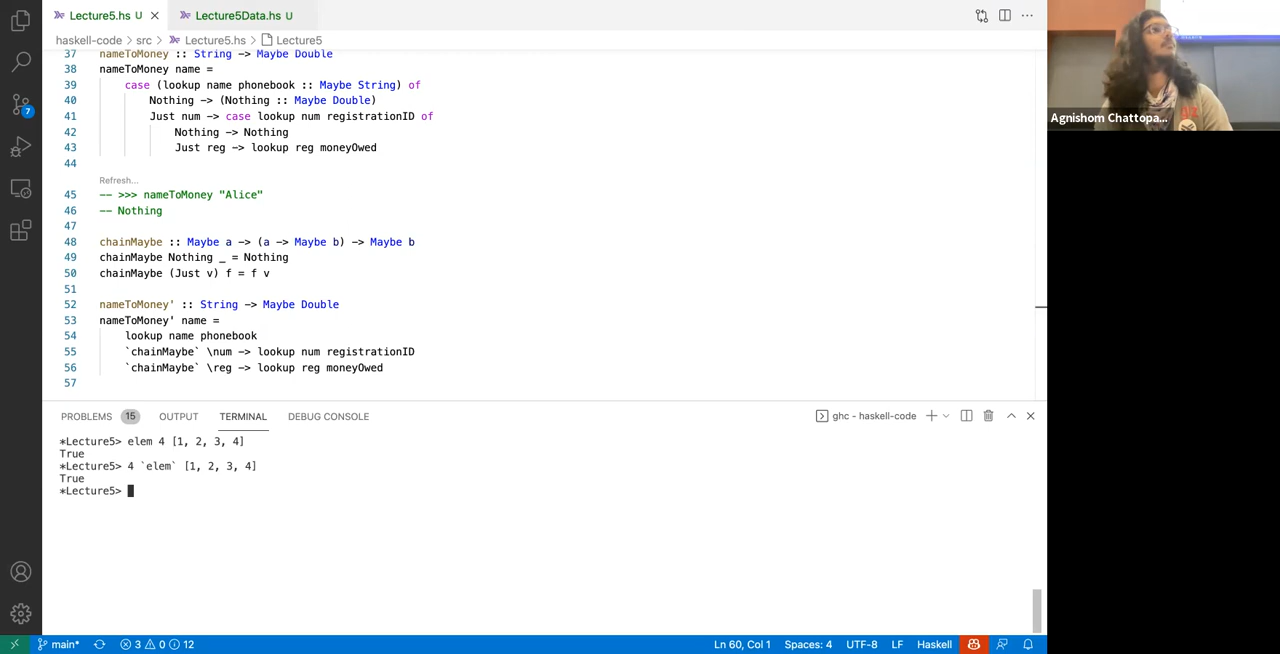 Lecture5.hs U
Lecture5Data.hs U
haskell-code > src > Lecture5.hs > Lecture5
37 nameToMoney :: String -> Maybe Double
38 nameToMoney name =
39 case (lookup name phonebook :: Maybe String) of
40 Nothing -> (Nothing :: Maybe Double)
41 Just num -> case lookup num registrationID of
42 Nothing -> Nothing
43 Just reg -> lookup reg moneyOwed
44
Refresh...
45 -- >>> nameToMoney "Alice"
46 -- Nothing
47
48 chainMaybe :: Maybe a -> (a -> Maybe b) -> Maybe b
49 chainMaybe Nothing _ = Nothing
50 chainMaybe (Just v) f = f v
51
52 nameToMoney' :: String -> Maybe Double
53 nameToMoney' name =
54 lookup name phonebook
55 `chainMaybe` \num -> lookup num registrationID
56 `chainMaybe` \reg -> lookup reg moneyOwed
57
PROBLEMS 15 OUTPUT TERMINAL DEBUG CONSOLE ghc - haskell-code
*Lecture5> elem 4 [1, 2, 3, 4]
True
*Lecture5> 4 `elem` [1, 2, 3, 4]
True
*Lecture5>
7
main* 3 0 12 Ln 60, Col 1 Spaces: 4 UTF-8 LF Haskell
Agnishom Chattopa...